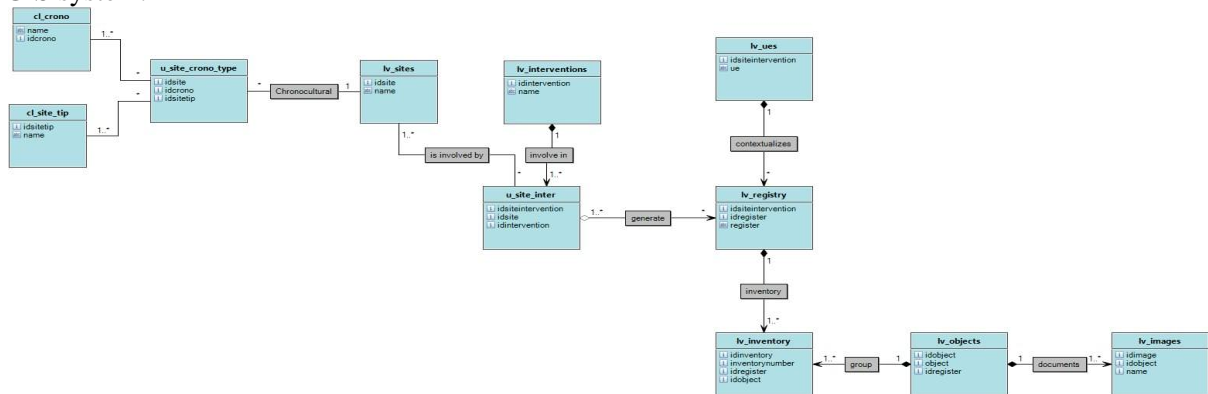 cl_crono
name
idcrono
1..*
*
u_site_crono_type
idsite
idcrono
idsitetip
*
Chronocultural
1
lv_sites
idsite
name
cl_site_tip
idsitetip
name
1..*
*
lv_interventions
idintervention
name
1..*
is involved by
*
1
involve in
1..*
u_site_inter
idsiteintervention
idsite
idintervention
1..*
generate
*
lv_ues
idsiteintervention
ue
1
contextualizes
*
lv_registry
idsiteintervention
idregister
register
1
inventory
1..*
lv_inventory
idinventory
inventorynumber
idregister
idobject
1..*
group
1
lv_objects
idobject
object
idregister
1
documents
1..*
lv_images
idimage
idobject
name